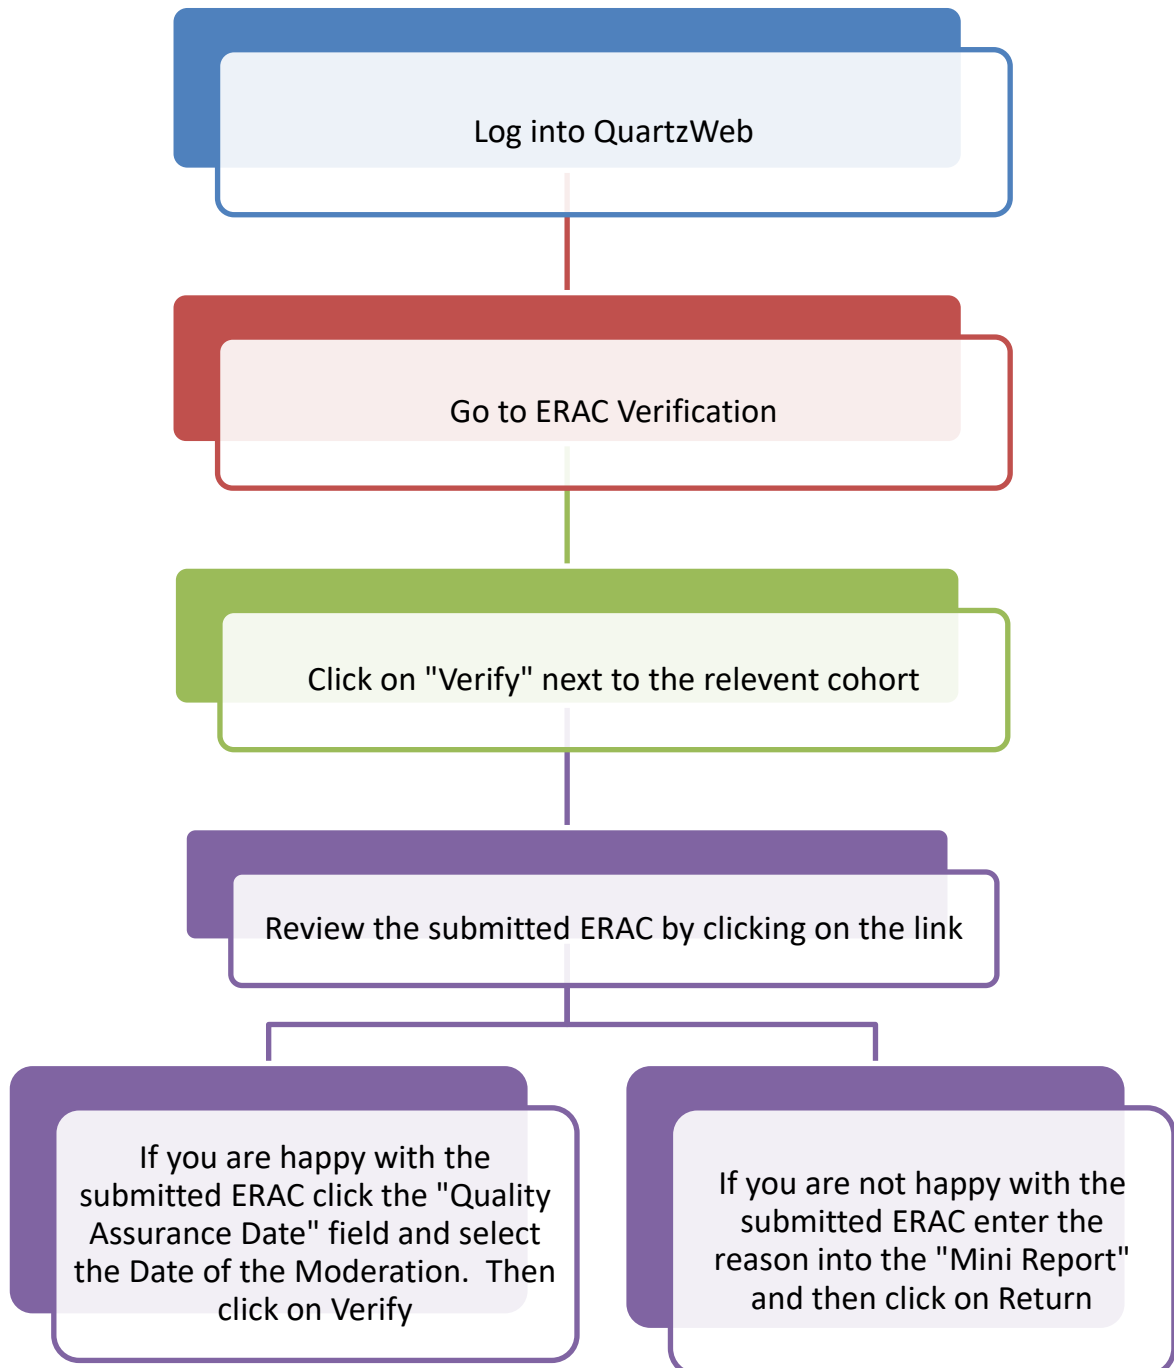 Log into QuartzWeb
Go to ERAC Verification
Click on "Verify" next to the relevent cohort
Review the submitted ERAC by clicking on the link
If you are happy with the
submitted ERAC click the "Quality
Assurance Date" field and select
the Date of the Moderation.  Then
click on Verify
If you are not happy with the
submitted ERAC enter the
reason into the "Mini Report"
and then click on Return